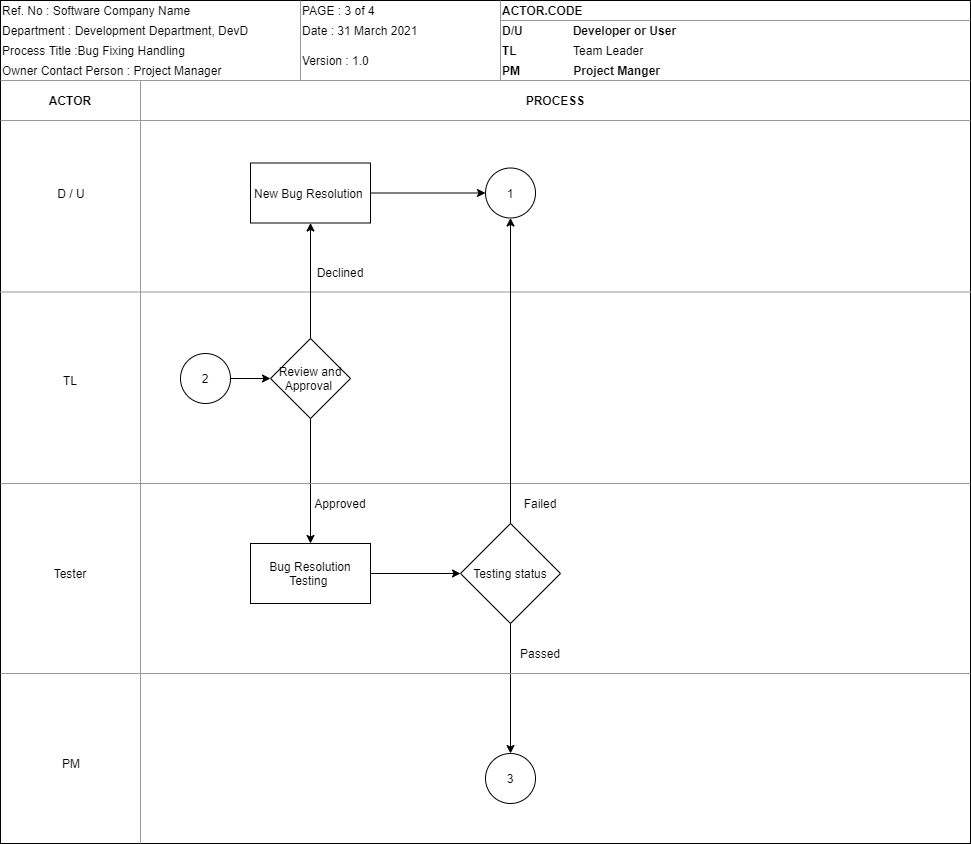 Ref. No : Software Company Name
PAGE : 3 of 4
ACTOR.CODE
Department : Development Department, DevD
Date : 31 March 2021
D/U Developer or User
Process Title :Bug Fixing Handling
Version : 1.0
TL Team Leader
Owner Contact Person : Project Manager
PM Project Manger
ACTOR
PROCESS
D / U
New Bug Resolution
1
Declined
TL
2
Review and
Approval
Approved
Failed
Tester
Bug Resolution
Testing
Testing status
Passed
PM
3